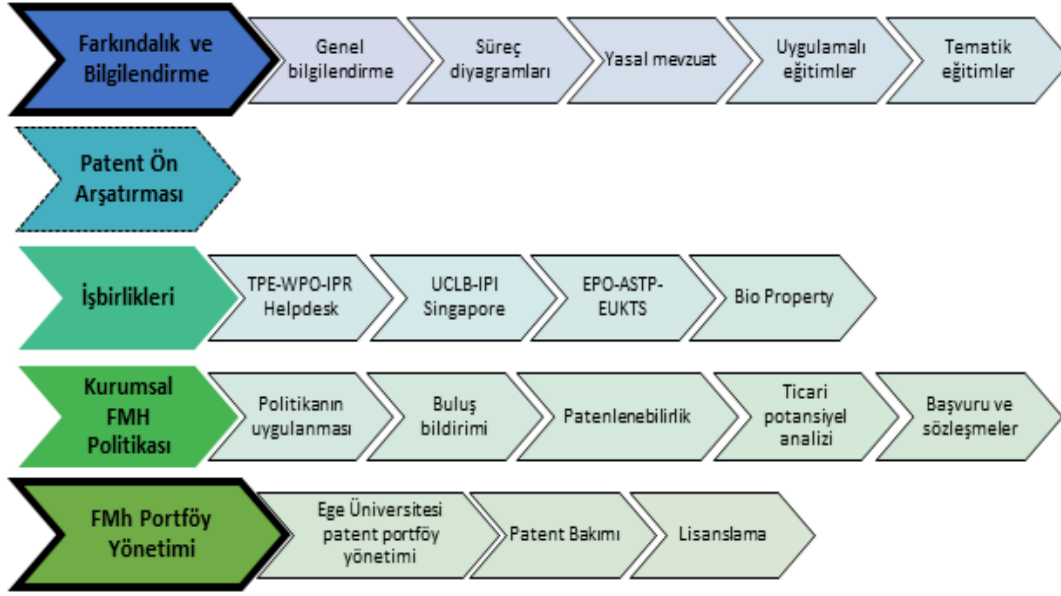 Farkındalık ve
Bilgilendirme
Genel
bilgilendirme
Süreç
diyagramları
Yasal mevzuat
Uygulamalı
eğitimler
Tematik
eğitimler
Patent Ön
Arşatırması
İşbirlikleri
TPE-WPO-IPR
Helpdesk
UCLB-IPI
Singapore
EPO-ASTP-
EUKTS
Bio Property
Kurumsal
FMH
Politikası
Politikanın
uygulanması
Buluş
bildirimi
Patenlenebilirlik
Ticari
potansiyel
analizi
Başvuru ve
sözleşmeler
FMh Portföy
Yönetimi
Ege Üniversitesi
patent portföy
yönetimi
Patent Bakımı
Lisanslama